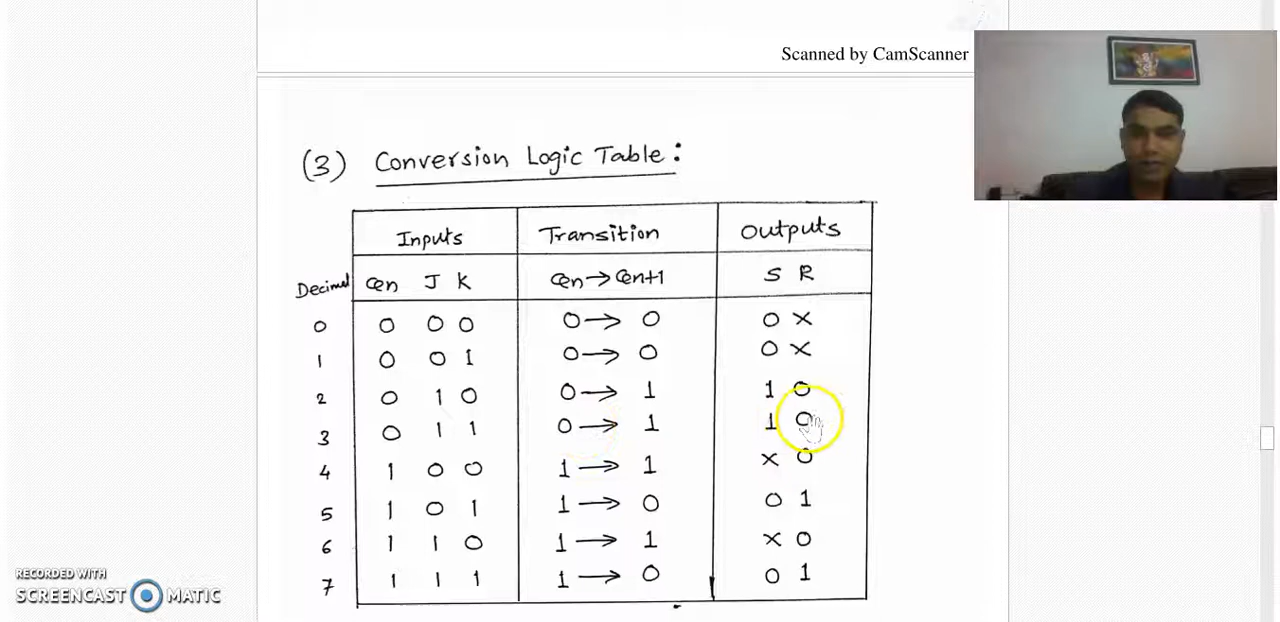 Scanned by CamScanner
(3) Conversion Logic Table:
Inputs Transition Outputs
Decimal Qn J K Qn → Qn+1 S R
0 0 0 0 0 → 0 0 X
1 0 0 1 0 → 0 0 X
2 0 1 0 0 → 1 1 0
3 0 1 1 0 → 1 1 0
4 1 0 0 1 → 1 X 0
5 1 0 1 1 → 0 0 1
6 1 1 0 1 → 1 X 0
7 1 1 1 1 → 0 0 1
RECORDED WITH
SCREENCAST MATIC